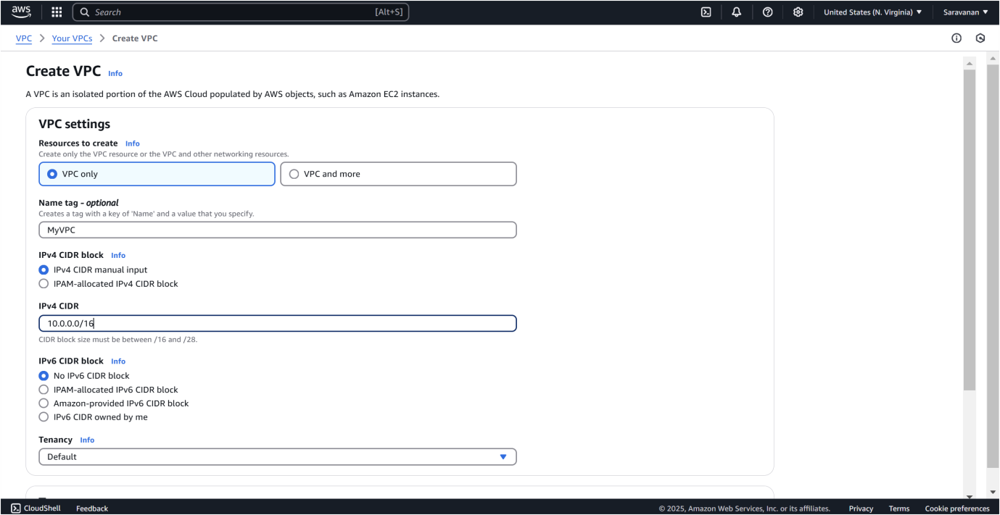 aws
Search [Alt+S]
United States (N. Virginia) Saravanan
VPC Your VPCs Create VPC
Create VPC Info
A VPC is an isolated portion of the AWS Cloud populated by AWS objects, such as Amazon EC2 instances.
VPC settings
Resources to create Info
Create only the VPC resource or the VPC and other networking resources.
VPC only VPC and more
Name tag - optional
Creates a tag with a key of 'Name' and a value that you specify.
MyVPC
IPv4 CIDR block Info
IPv4 CIDR manual input
IPAM-allocated IPv4 CIDR block
IPv4 CIDR
10.0.0.0/16
CIDR block size must be between /16 and /28.
IPv6 CIDR block Info
No IPv6 CIDR block
IPAM-allocated IPv6 CIDR block
Amazon-provided IPv6 CIDR block
IPv6 CIDR owned by me
Tenancy Info
Default
CloudShell Feedback © 2025, Amazon Web Services, Inc. or its affiliates. Privacy Terms Cookie preferences